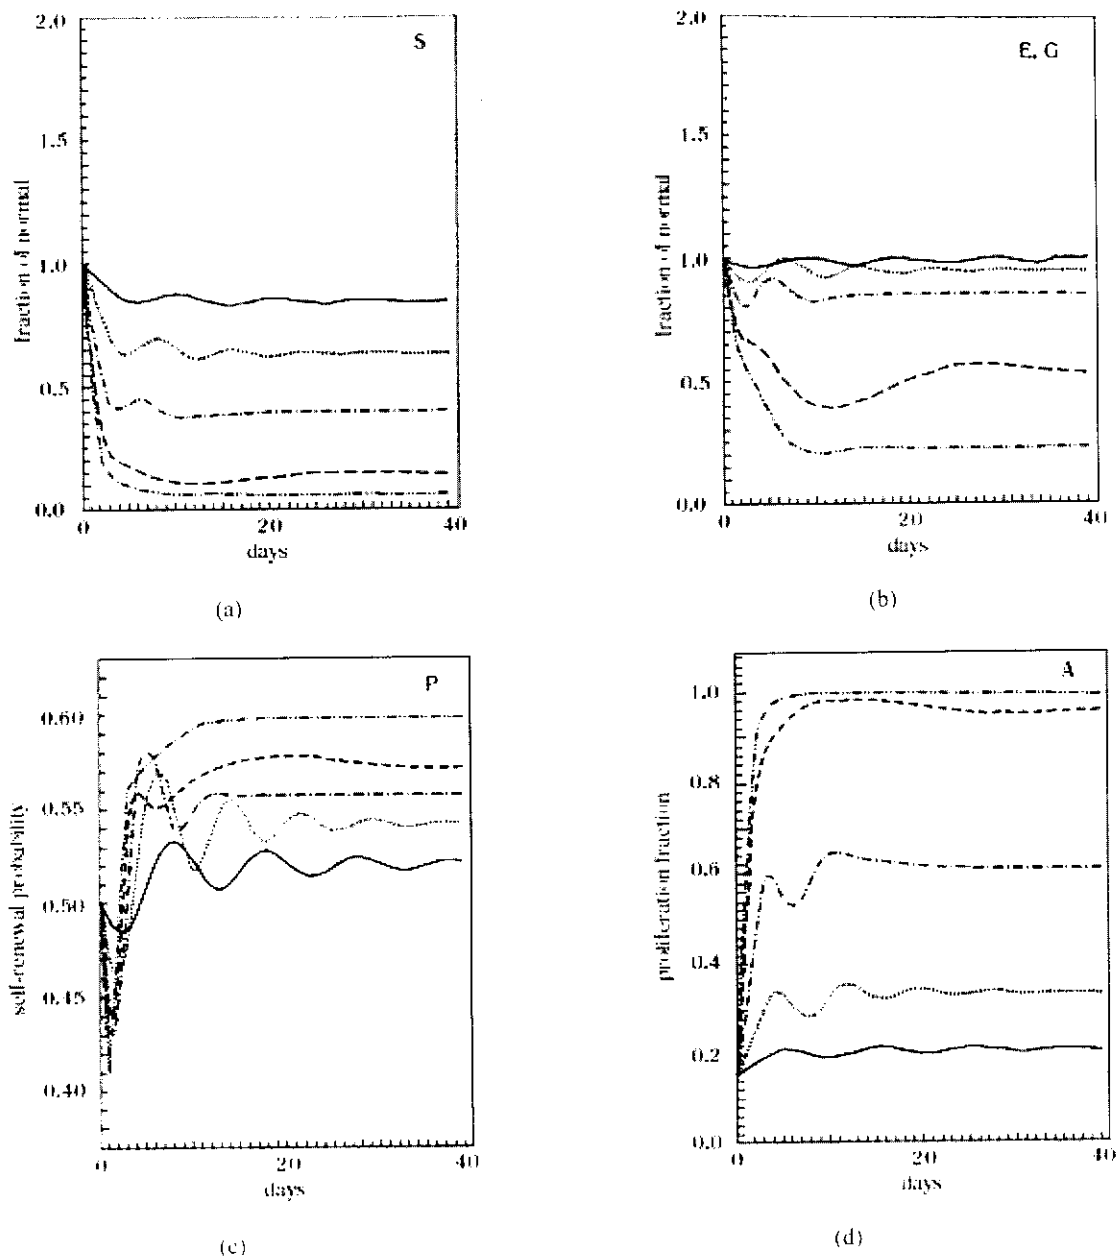 2.0
S
1.5
1.0
0.5
0.0
fraction of normal
0
20
40
days
(a)
2.0
E, G
1.5
1.0
0.5
0.0
fraction of normal
0
20
40
days
(b)
P
0.60
0.55
0.50
0.45
0.40
self-renewal probability
0
20
40
days
(c)
A
1.0
0.8
0.6
0.4
0.2
0.0
proliferation fraction
0
20
40
days
(d)